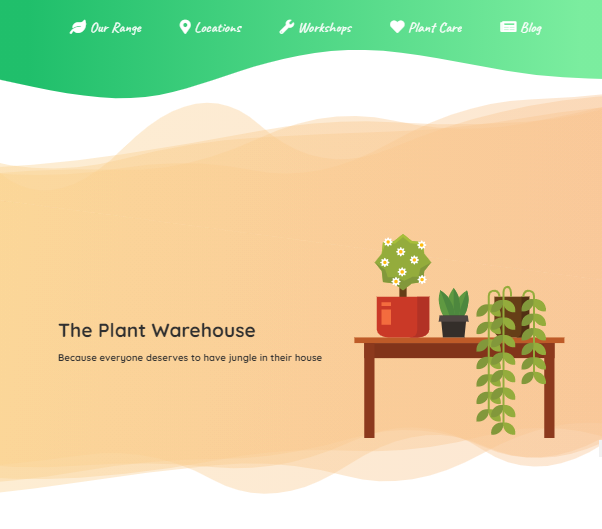 Our Range Locations Workshops Plant Care Blog
The Plant Warehouse
Because everyone deserves to have jungle in their house